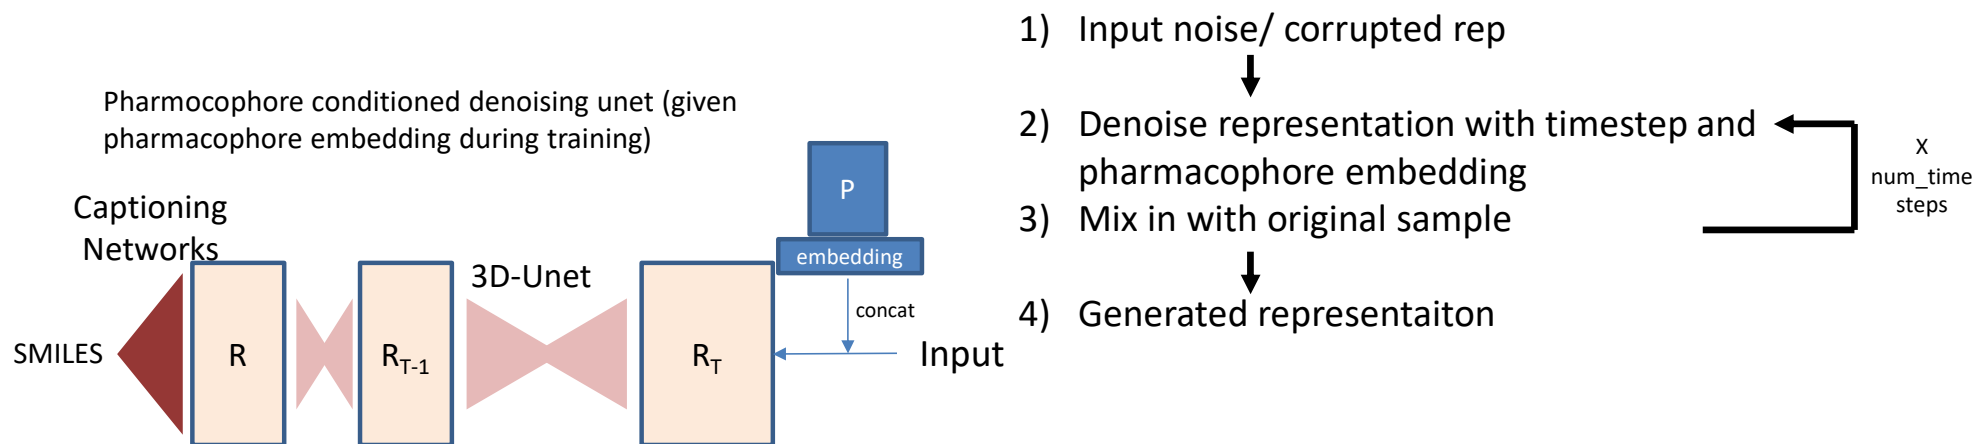 Pharmocophore conditioned denoising unet (given
pharmacophore embedding during training)
Captioning
Networks
3D-Unet
P
embedding
concat
SMILES
R
R_T-1
R_T
Input
1) Input noise/ corrupted rep
2) Denoise representation with timestep and
pharmacophore embedding
3) Mix in with original sample
4) Generated representaiton
X
num_time
steps